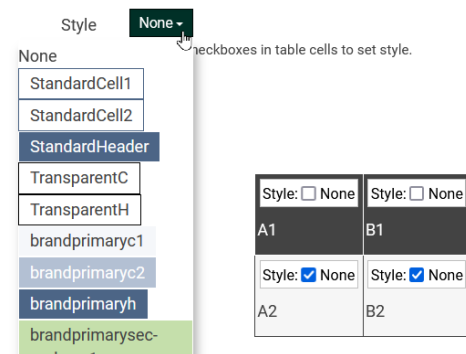 Style None
checkboxes in table cells to set style.
None
StandardCell1
StandardCell2
StandardHeader
TransparentC
TransparentH
brandprimaryc1
brandprimaryc2
brandprimaryh
brandprimarysec-
Style: None Style: None
A1 B1
Style: None Style: None
A2 B2